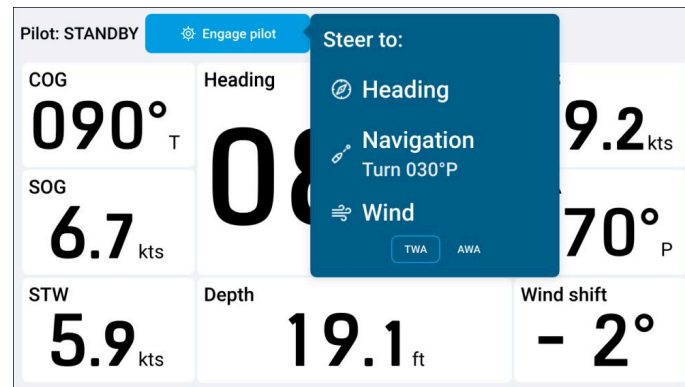 Pilot: STANDBY
Engage pilot
Steer to:
Heading
Navigation
Turn 030°P
Wind
TWA AWA
COG
090° T
Heading
9.2 kts
SOG
6.7 kts
70° P
STW
5.9 kts
Depth
19.1 ft
Wind shift
- 2°